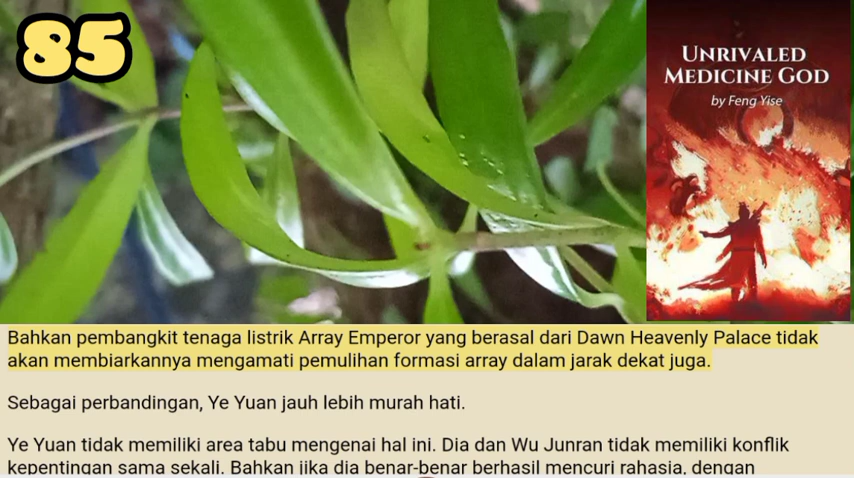 85
UNRIVALED
MEDICINE GOD
by Feng Yise
Bahkan pembangkit tenaga listrik Array Emperor yang berasal dari Dawn Heavenly Palace tidak
akan membiarkannya mengamati pemulihan formasi array dalam jarak dekat juga.
Sebagai perbandingan, Ye Yuan jauh lebih murah hati.
Ye Yuan tidak memiliki area tabu mengenai hal ini. Dia dan Wu Junran tidak memiliki konflik
kepentingan sama sekali. Bahkan jika dia benar-benar berhasil mencuri rahasia, dengan